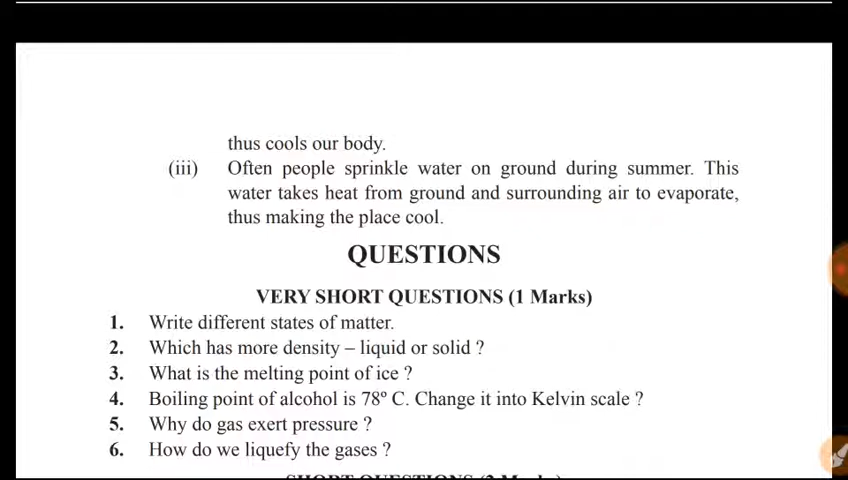 thus cools our body.
(iii) Often people sprinkle water on ground during summer. This
water takes heat from ground and surrounding air to evaporate,
thus making the place cool.
QUESTIONS
VERY SHORT QUESTIONS (1 Marks)
1. Write different states of matter.
2. Which has more density – liquid or solid ?
3. What is the melting point of ice ?
4. Boiling point of alcohol is 78º C. Change it into Kelvin scale ?
5. Why do gas exert pressure ?
6. How do we liquefy the gases ?